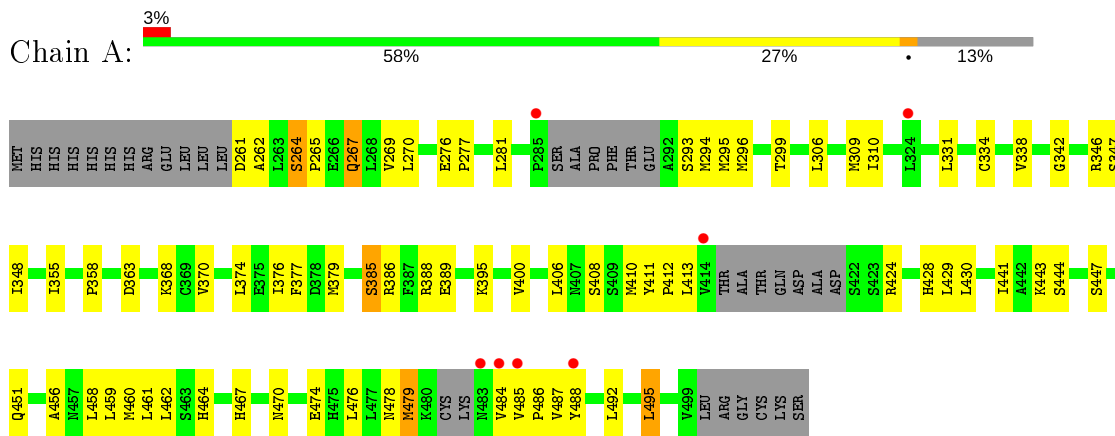 3%
Chain A:
58% 27% • 13%
MET HIS HIS HIS HIS HIS HIS ARG GLU LEU LEU LEU D261 A262 L263 S264 P265 E266 Q267 L268 V269 L270 E276 P277 L281 P285 SER ALA PRO PHE THR GLU A292 S293 M294 M295 M296 T299 L306 M309 I310 L324 L331 C334 V338 G342 R346 S347
I348 I355 P358 D363 K368 C369 V370 L374 E375 I376 F377 D378 M379 S385 R386 F387 R388 E389 K395 V400 L406 N407 S408 S409 M410 Y411 P412 L413 V414 THR ALA THR GLN ASP ALA ASP S422 S423 R424 H428 L429 L430 I441 A442 K443 S444 S447
Q451 A456 N457 L458 L459 M460 L461 L462 S463 H464 H467 N470 E474 H475 L476 L477 N478 M479 K480 CYS LYS N483 V484 V485 P486 V487 Y488 L492 L495 V499 LEU ARG GLY CYS LYS SER